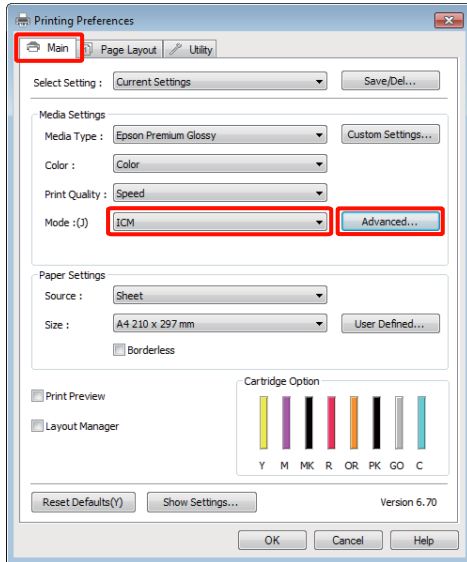 Printing Preferences
Main Page Layout Utility
Select Setting : Current Settings Save/Del...
Media Settings
Media Type : Epson Premium Glossy Custom Settings...
Color : Color
Print Quality : Speed
Mode :(J) ICM Advanced...
Paper Settings
Source : Sheet
Size : A4 210 x 297 mm User Defined...
Borderless
Cartridge Option
Print Preview
Layout Manager
Y M MK R OR PK GO C
Reset Defaults(Y) Show Settings... Version 6.70
OK Cancel Help